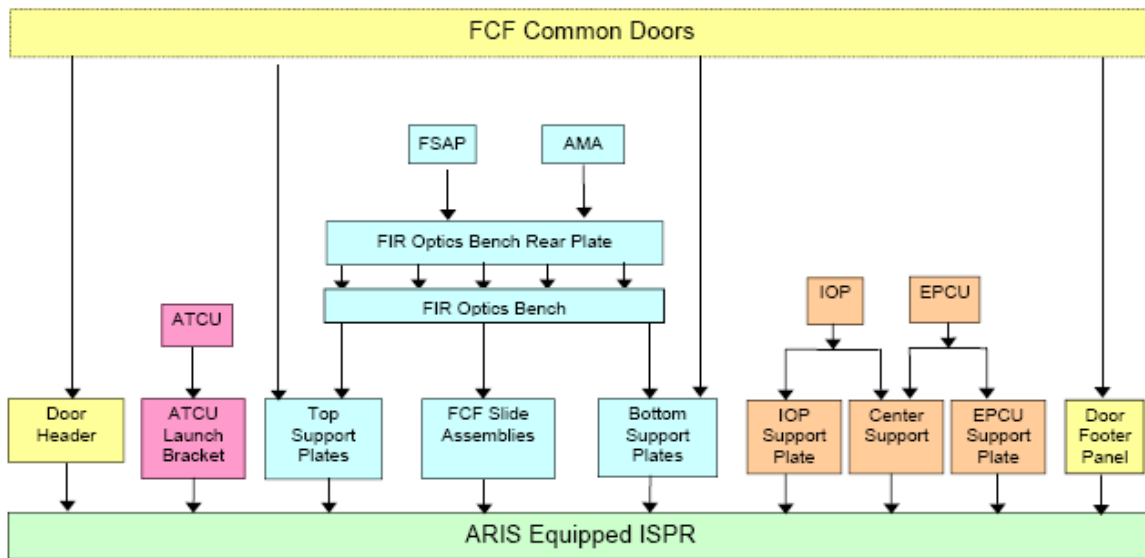 FCF Common Doors
FSAP
AMA
FIR Optics Bench Rear Plate
FIR Optics Bench
IOP
EPCU
ATCU
Door
Header
ATCU
Launch
Bracket
Top
Support
Plates
FCF Slide
Assemblies
Bottom
Support
Plates
IOP
Support
Plate
Center
Support
EPCU
Support
Plate
Door
Footer
Panel
ARIS Equipped ISPR